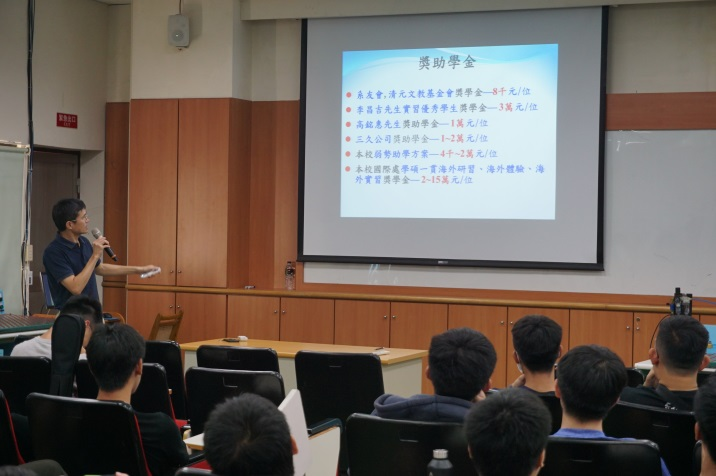 獎助學金
系友會,清元文教基金會獎學金—8千元/位
李昌吉先生實習優秀學生獎學金—3萬元/位
高銘惠先生獎助學金—1萬元/位
三久公司獎助學金—1~2萬元/位
本校弱勢助學方案—4千~2萬元/位
本校國際處學碩一貫海外研習、海外體驗、海
外實習獎學金—2~15萬元/位